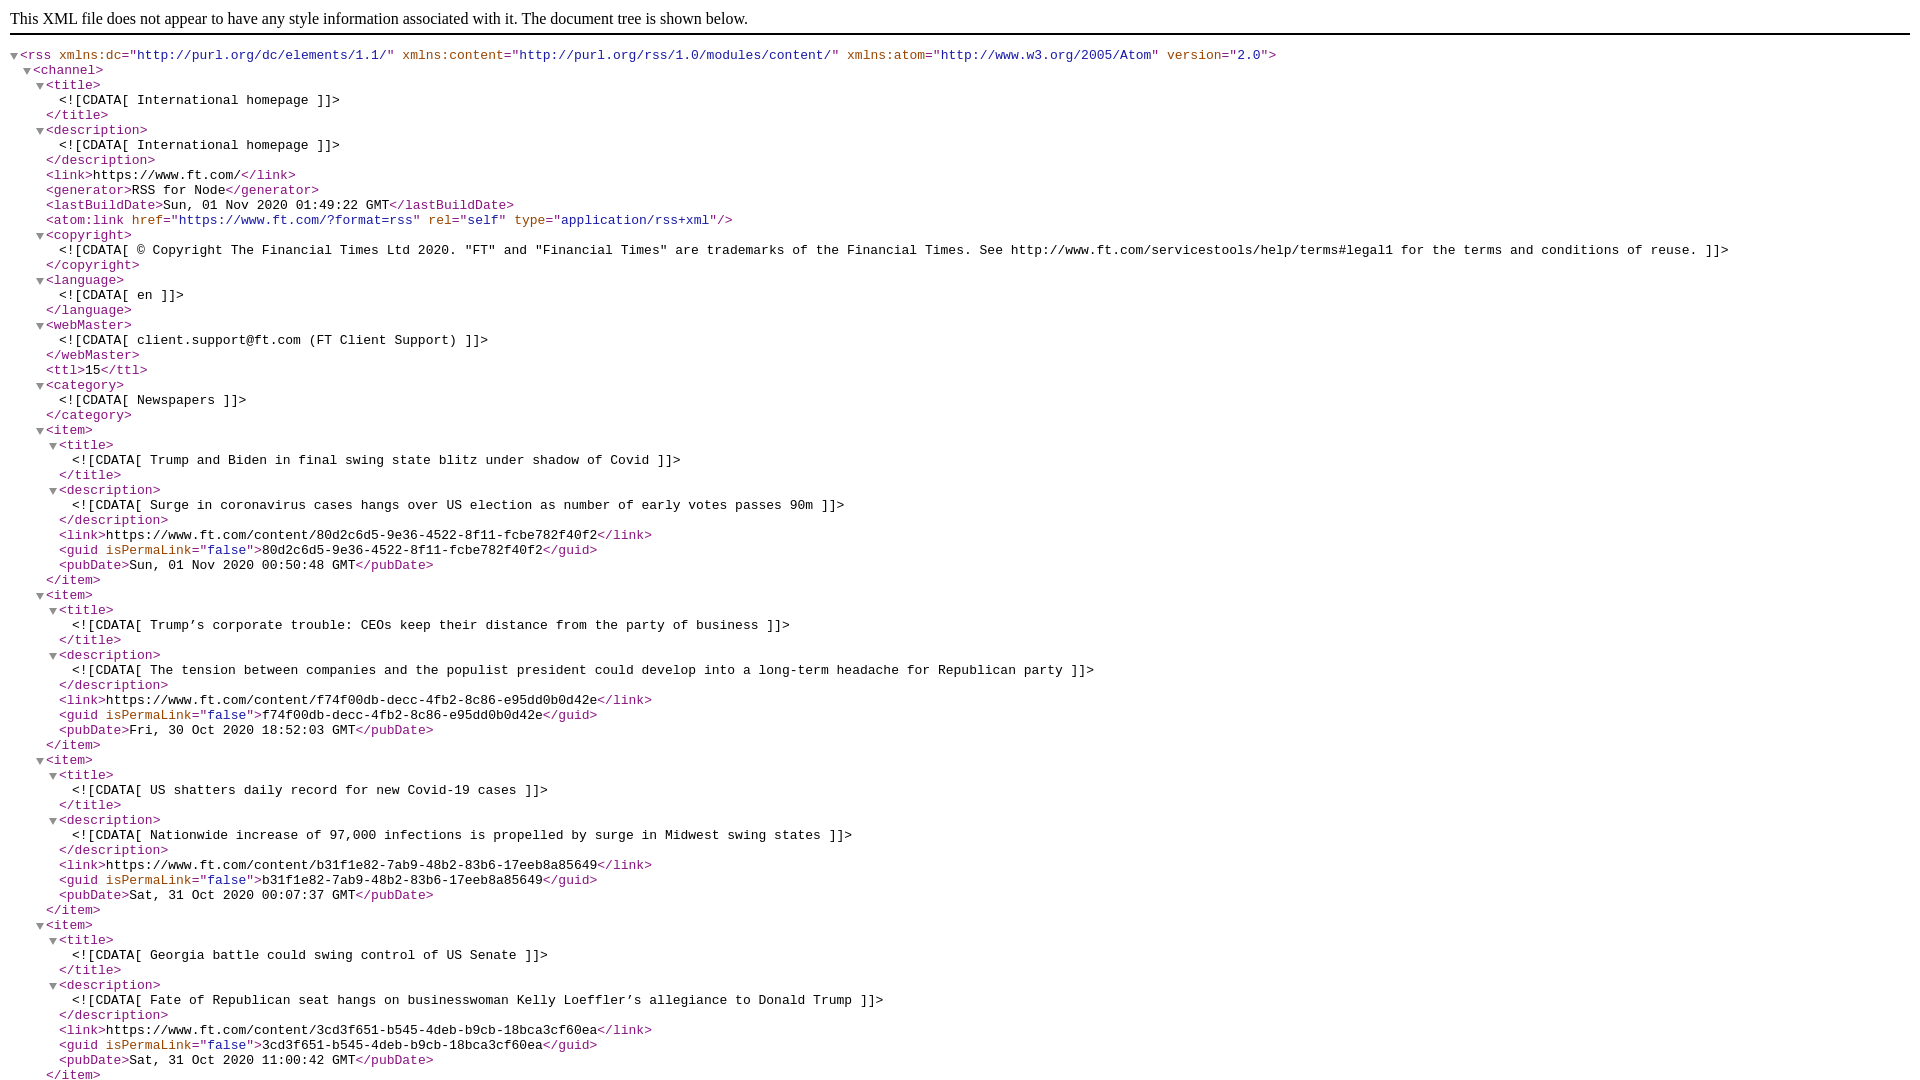 This XML file does not appear to have any style information associated with it. The document tree is shown below.
<rss xmlns:dc="http://purl.org/dc/elements/1.1/" xmlns:content="http://purl.org/rss/1.0/modules/content/" xmlns:atom="http://www.w3.org/2005/Atom" version="2.0">
<channel>
<title>
<![CDATA[ International homepage ]]>
</title>
<description>
<![CDATA[ International homepage ]]>
</description>
<link>https://www.ft.com/</link>
<generator>RSS for Node</generator>
<lastBuildDate>Sun, 01 Nov 2020 01:49:22 GMT</lastBuildDate>
<atom:link href="https://www.ft.com/?format=rss" rel="self" type="application/rss+xml"/>
<copyright>
<![CDATA[ © Copyright The Financial Times Ltd 2020. "FT" and "Financial Times" are trademarks of the Financial Times. See http://www.ft.com/servicestools/help/terms#legal1 for the terms and conditions of reuse. ]]>
</copyright>
<language>
<![CDATA[ en ]]>
</language>
<webMaster>
<![CDATA[ client.support@ft.com (FT Client Support) ]]>
</webMaster>
<ttl>15</ttl>
<category>
<![CDATA[ Newspapers ]]>
</category>
<item>
<title>
<![CDATA[ Trump and Biden in final swing state blitz under shadow of Covid ]]>
</title>
<description>
<![CDATA[ Surge in coronavirus cases hangs over US election as number of early votes passes 90m ]]>
</description>
<link>https://www.ft.com/content/80d2c6d5-9e36-4522-8f11-fcbe782f40f2</link>
<guid isPermaLink="false">80d2c6d5-9e36-4522-8f11-fcbe782f40f2</guid>
<pubDate>Sun, 01 Nov 2020 00:50:48 GMT</pubDate>
</item>
<item>
<title>
<![CDATA[ Trump’s corporate trouble: CEOs keep their distance from the party of business ]]>
</title>
<description>
<![CDATA[ The tension between companies and the populist president could develop into a long-term headache for Republican party ]]>
</description>
<link>https://www.ft.com/content/f74f00db-decc-4fb2-8c86-e95dd0b0d42e</link>
<guid isPermaLink="false">f74f00db-decc-4fb2-8c86-e95dd0b0d42e</guid>
<pubDate>Fri, 30 Oct 2020 18:52:03 GMT</pubDate>
</item>
<item>
<title>
<![CDATA[ US shatters daily record for new Covid-19 cases ]]>
</title>
<description>
<![CDATA[ Nationwide increase of 97,000 infections is propelled by surge in Midwest swing states ]]>
</description>
<link>https://www.ft.com/content/b31f1e82-7ab9-48b2-83b6-17eeb8a85649</link>
<guid isPermaLink="false">b31f1e82-7ab9-48b2-83b6-17eeb8a85649</guid>
<pubDate>Sat, 31 Oct 2020 00:07:37 GMT</pubDate>
</item>
<item>
<title>
<![CDATA[ Georgia battle could swing control of US Senate ]]>
</title>
<description>
<![CDATA[ Fate of Republican seat hangs on businesswoman Kelly Loeffler’s allegiance to Donald Trump ]]>
</description>
<link>https://www.ft.com/content/3cd3f651-b545-4deb-b9cb-18bca3cf60ea</link>
<guid isPermaLink="false">3cd3f651-b545-4deb-b9cb-18bca3cf60ea</guid>
<pubDate>Sat, 31 Oct 2020 11:00:42 GMT</pubDate>
</item>